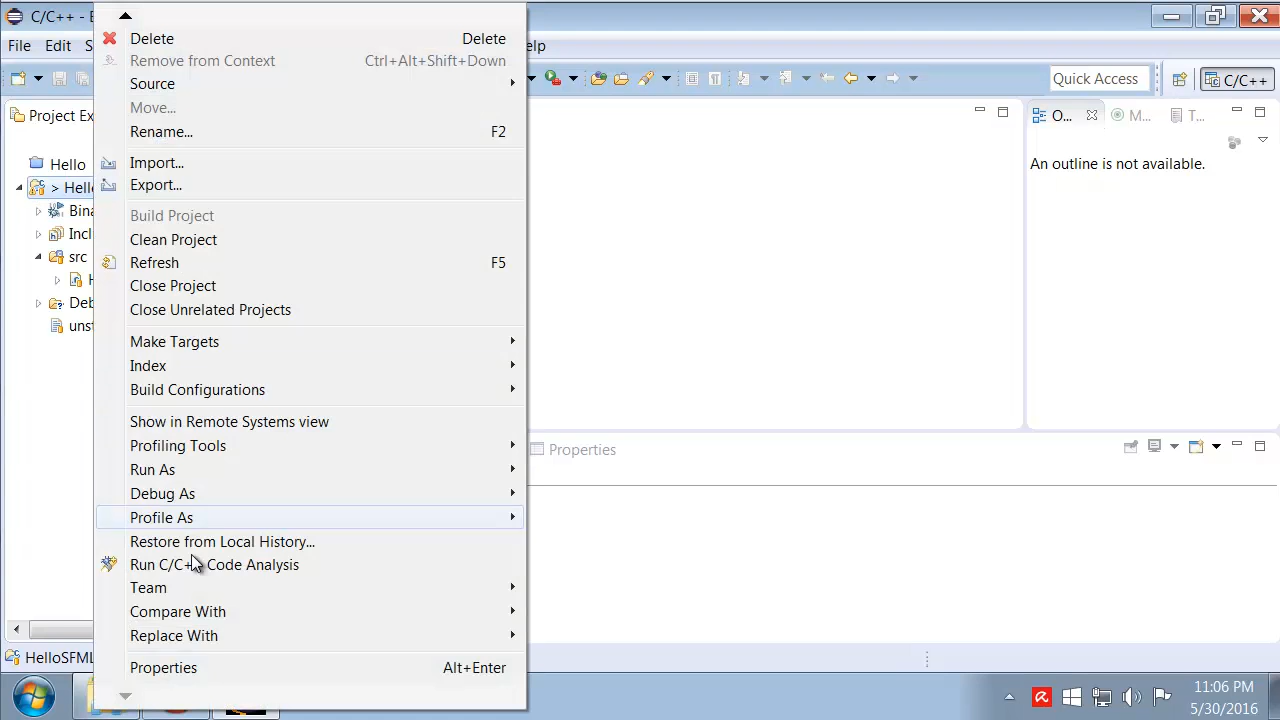 C/C++ - E
File Edit S elp
Quick Access C/C++
Project Ex
Hello
> Hello
Bina
Incl
src
H
Deb
unst
Delete Delete
Remove from Context Ctrl+Alt+Shift+Down
Source
Move...
Rename... F2
Import...
Export...
Build Project
Clean Project
Refresh F5
Close Project
Close Unrelated Projects
Make Targets
Index
Build Configurations
Show in Remote Systems view
Profiling Tools
Run As
Debug As
Profile As
Restore from Local History...
Run C/C++ Code Analysis
Team
Compare With
Replace With
Properties Alt+Enter
O... M... T...
An outline is not available.
Properties
HelloSFML
11:06 PM
5/30/2016